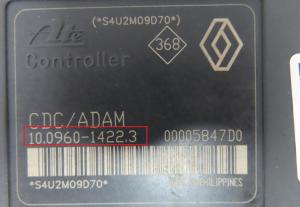 (*S4U2M09D70*)
Ate
368
Controller
CDC/ADAM
10.0960-1422.3 00005847D0
*S4U2M09D70*
PHILIPPINES